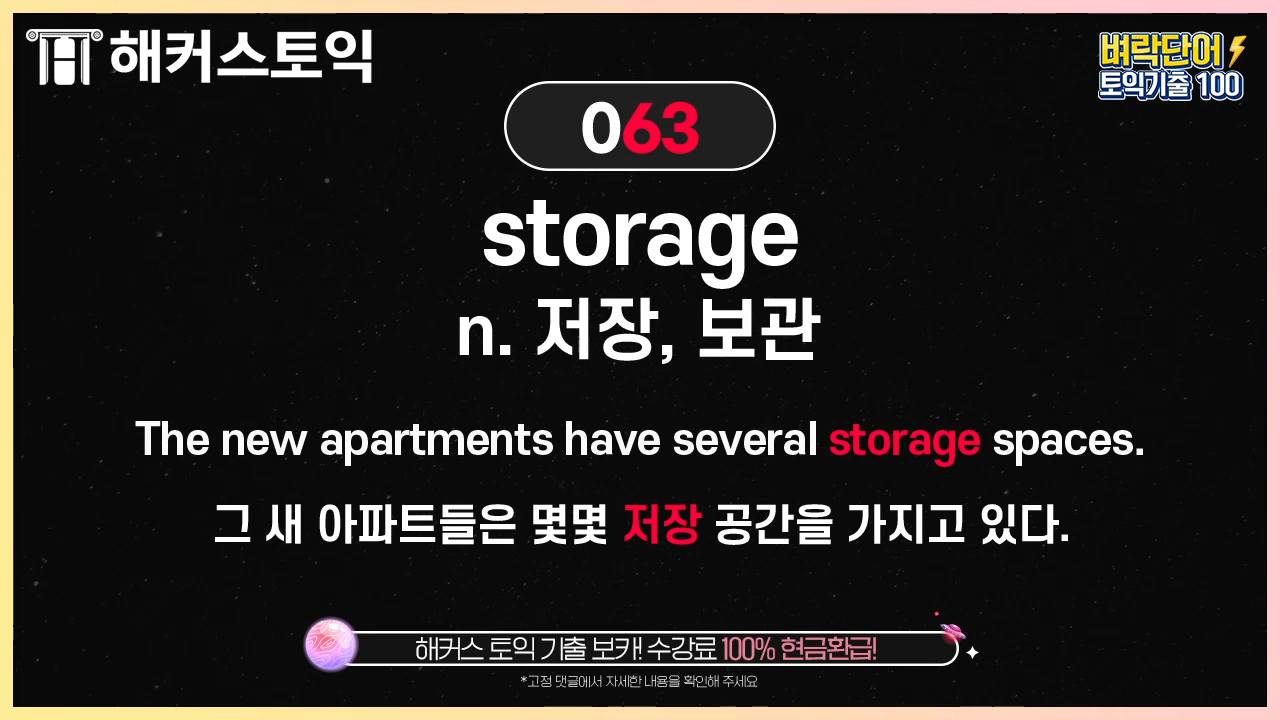 해커스토익
벼락단어
토익기출 100
063
storage
n. 저장, 보관
The new apartments have several storage spaces.
그 새 아파트들은 몇몇 저장 공간을 가지고 있다.
해커스 토익 기출 보카! 수강료 100% 현금환급!
*고정 댓글에서 자세한 내용을 확인해 주세요